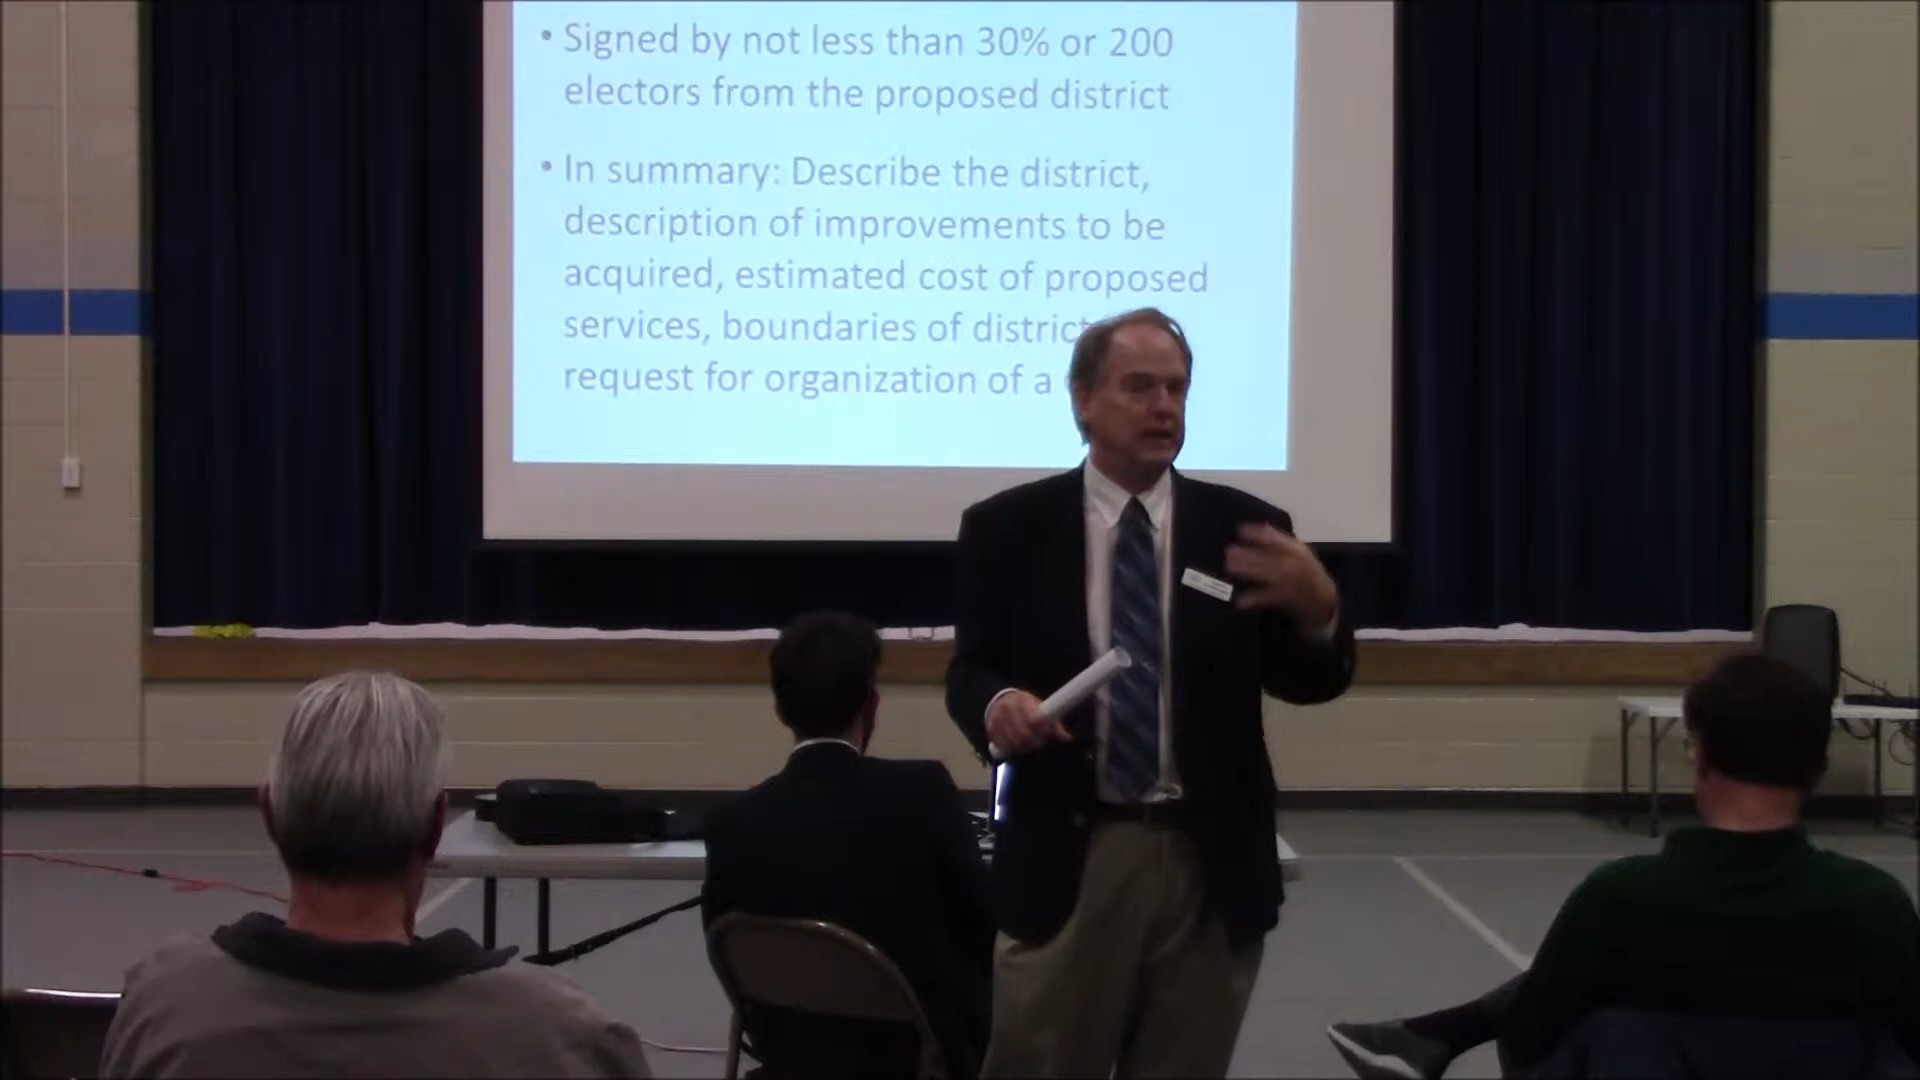 • Signed by not less than 30% or 200
electors from the proposed district
• In summary: Describe the district,
description of improvements to be
acquired, estimated cost of proposed
services, boundaries of district
request for organization of a